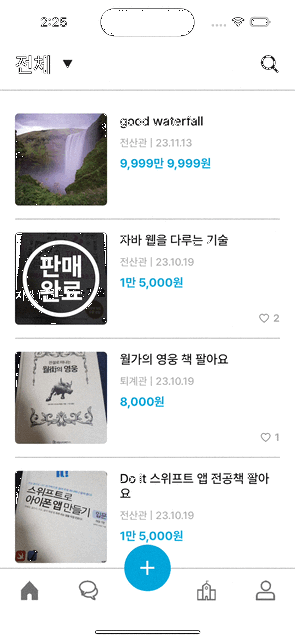 2:25
전체 ▼
good waterfall
전산관 | 23.11.13
9,999만 9,999원
판매
완료
자바 웹을 다루는 기술
전산관 | 23.10.19
1만 5,000원
2
월가의 영웅
월가의 영웅 책 팔아요
퇴계관 | 23.10.19
8,000원
1
it!
스위프트로
아이폰 앱 만들기
입문
Do it 스위프트 앱 전공책 팔아
요
전산관 | 23.10.19
1만 5,000원
+